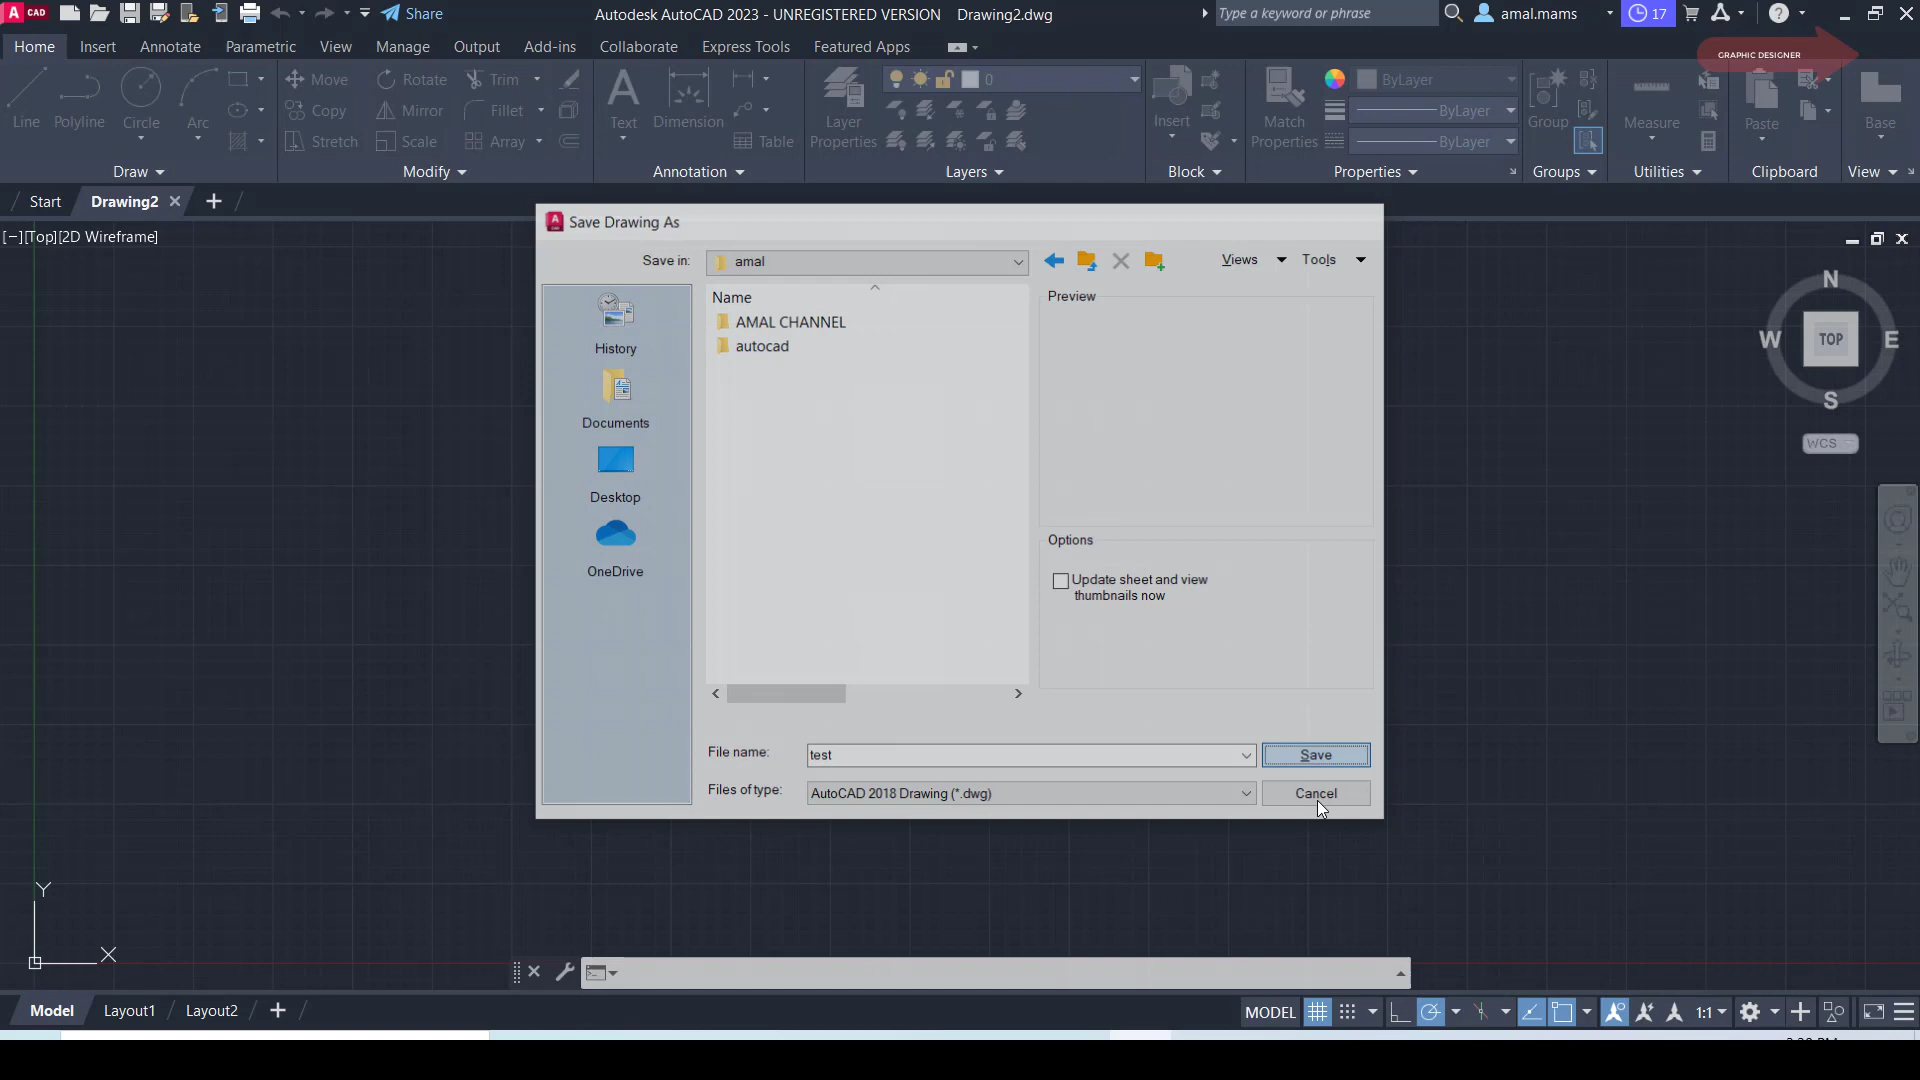 CAD
Share
Autodesk AutoCAD 2023 - UNREGISTERED VERSION Drawing2.dwg
Type a keyword or phrase
amal.mams
17
Home Insert Annotate Parametric View Manage Output Add-ins Collaborate Express Tools Featured Apps
GRAPHIC DESIGNER
Line Polyline Circle Arc
Move Rotate Trim
Copy Mirror Fillet
Stretch Scale Array
Text Dimension Table
Layer Properties
0
Insert
Match Properties
ByLayer
ByLayer
ByLayer
Group
Measure
Paste
Base
Draw Modify Annotation Layers Block Properties Groups Utilities Clipboard View
Start Drawing2
[−][Top][2D Wireframe]
Save Drawing As
Save in: amal Views Tools
Name
AMAL CHANNEL
autocad
Preview
History
Documents
Desktop
OneDrive
Options
Update sheet and view
thumbnails now
File name: test Save
Files of type: AutoCAD 2018 Drawing (*.dwg) Cancel
N
W TOP E
S
WCS
Y
X
Model Layout1 Layout2
MODEL 1:1